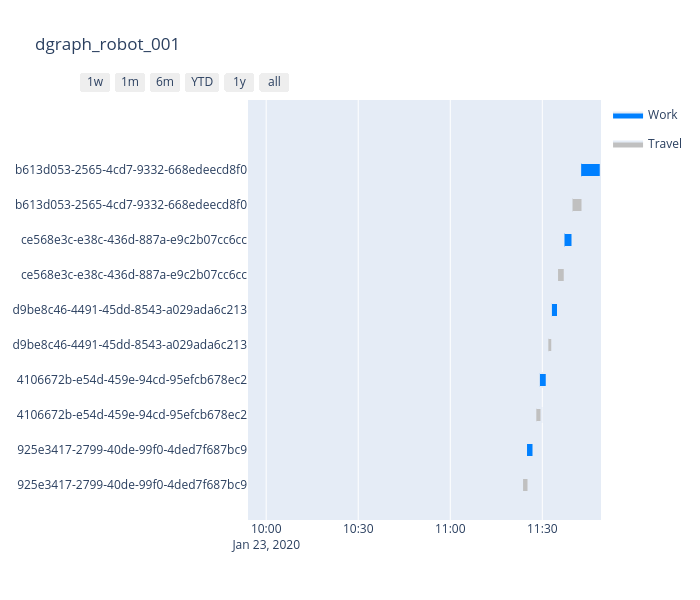 dgraph_robot_001
1w 1m 6m YTD 1y all
Work
Travel
b613d053-2565-4cd7-9332-668edeecd8f0
b613d053-2565-4cd7-9332-668edeecd8f0
ce568e3c-e38c-436d-887a-e9c2b07cc6cc
ce568e3c-e38c-436d-887a-e9c2b07cc6cc
d9be8c46-4491-45dd-8543-a029ada6c213
d9be8c46-4491-45dd-8543-a029ada6c213
4106672b-e54d-459e-94cd-95efcb678ec2
4106672b-e54d-459e-94cd-95efcb678ec2
925e3417-2799-40de-99f0-4ded7f687bc9
925e3417-2799-40de-99f0-4ded7f687bc9
10:00 10:30 11:00 11:30
Jan 23, 2020